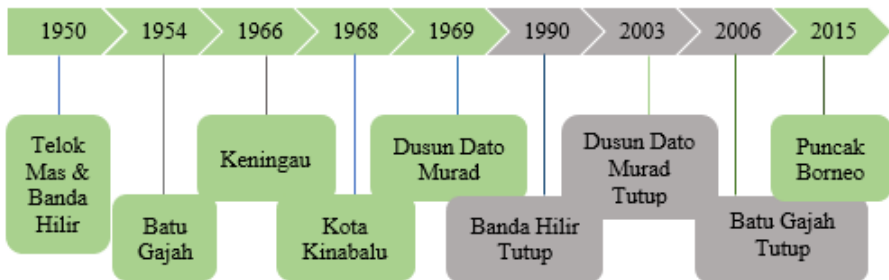 1950
1954
1966
1968
1969
1990
2003
2006
2015
Telok
Mas &
Banda
Hilir
Batu
Gajah
Keningau
Kota
Kinabalu
Dusun Dato
Murad
Banda Hilir
Tutup
Dusun Dato
Murad
Tutup
Batu Gajah
Tutup
Puncak
Borneo